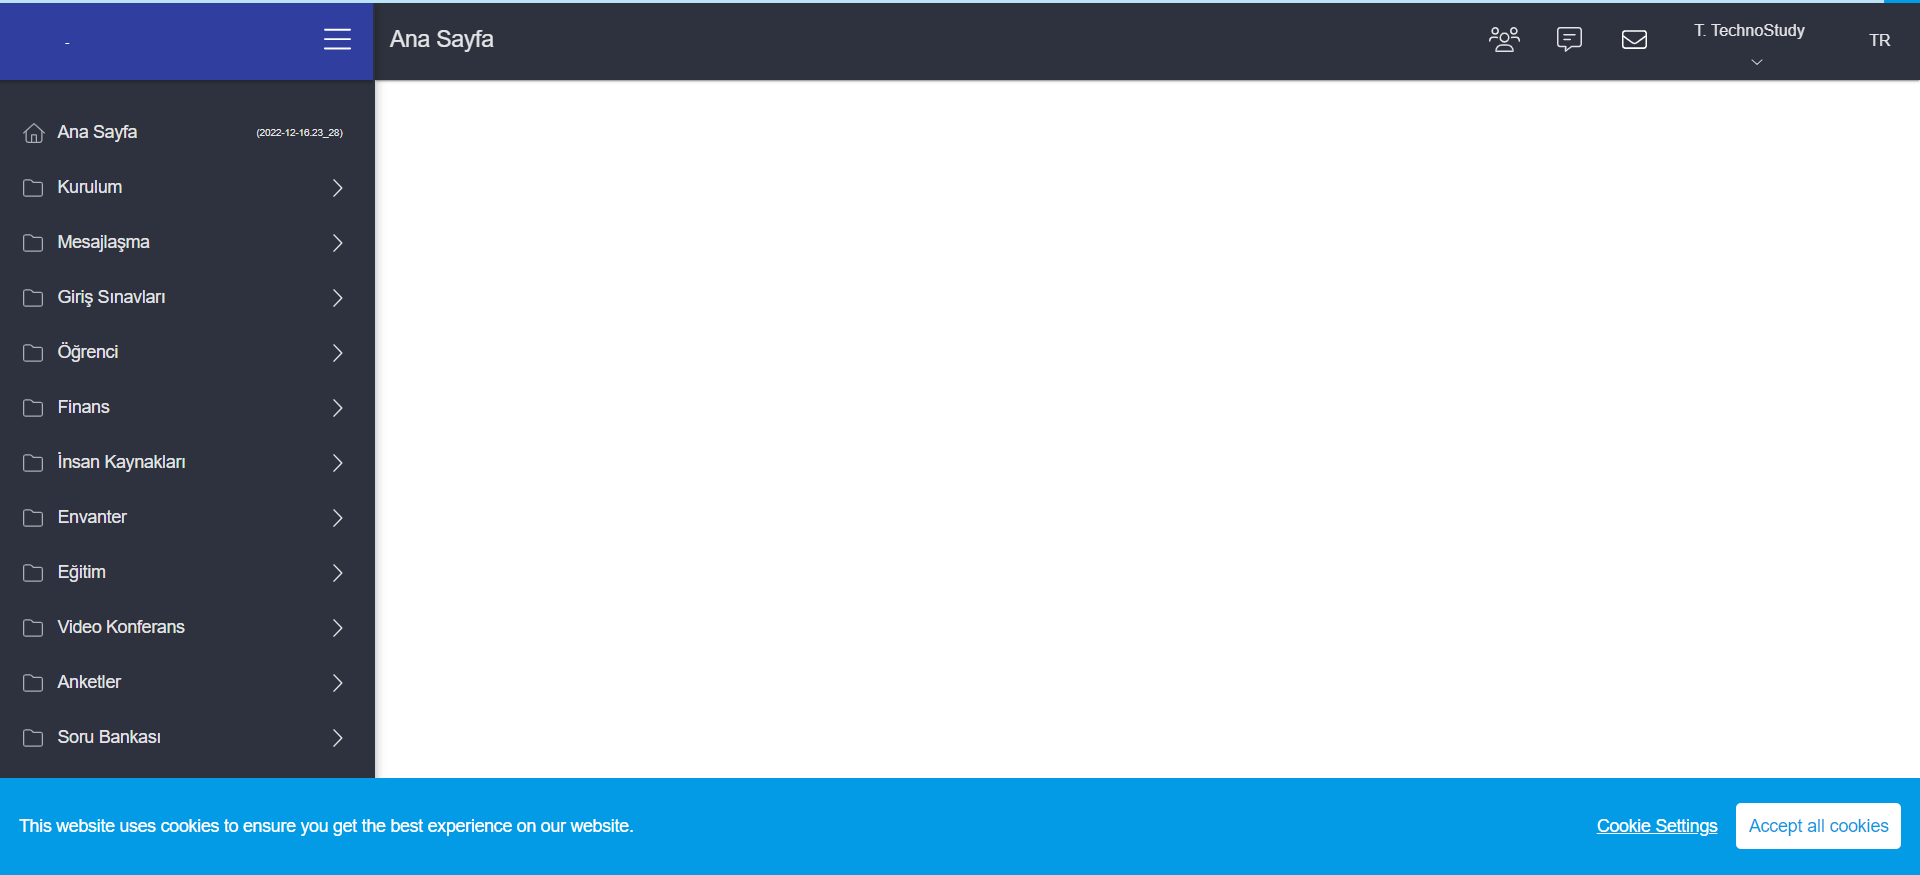 -
Ana Sayfa
T. TechnoStudy
TR
Ana Sayfa
(2022-12-16.23_28)
Kurulum
Mesajlaşma
Giriş Sınavları
Öğrenci
Finans
İnsan Kaynakları
Envanter
Eğitim
Video Konferans
Anketler
Soru Bankası
This website uses cookies to ensure you get the best experience on our website.
Cookie Settings
Accept all cookies